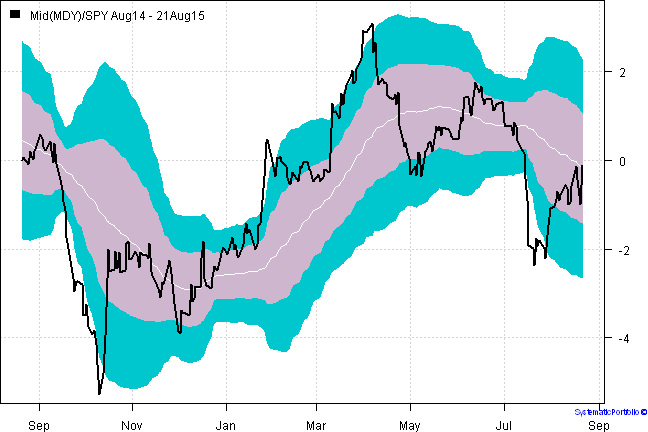 Mid(MDY)/SPY Aug14 - 21Aug15
2
0
-2
-4
SystematicPortfolio ©
Sep Nov Jan Mar May Jul Sep